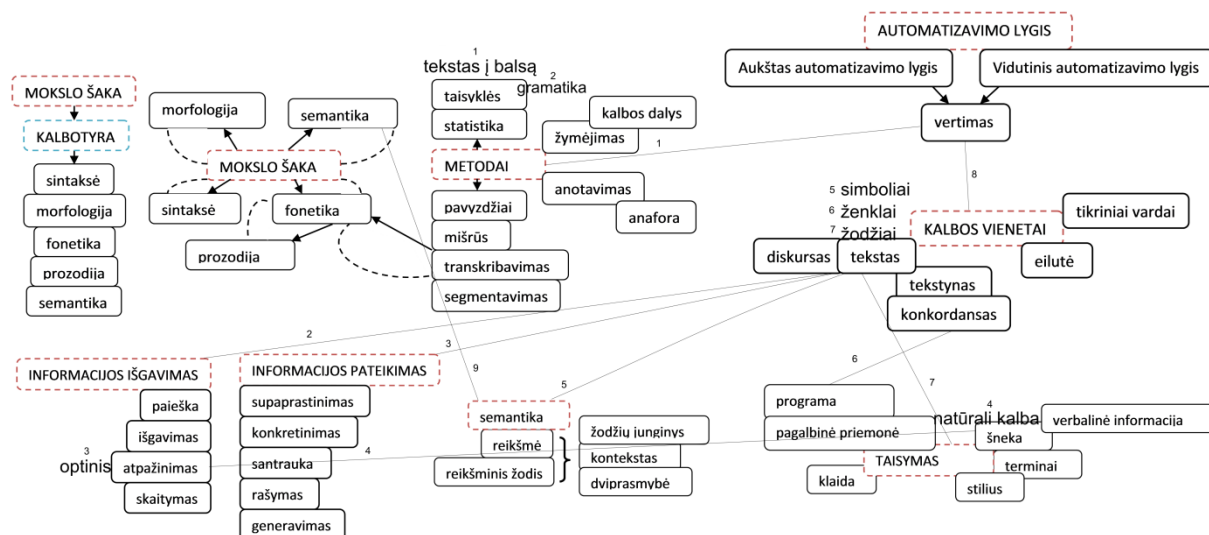 MOKSLO ŠAKA
KALBOTYRA
sintaksė
morfologija
fonetika
prozodija
semantika
morfologija
semantika
MOKSLO ŠAKA
sintaksė
fonetika
prozodija
1
tekstas į balsą
2
gramatika
taisyklės
statistika
METODAI
pavyzdžiai
mišrūs
transkribavimas
segmentavimas
kalbos dalys
žymėjimas
anotavimas
anafora
1
AUTOMATIZAVIMO LYGIS
Aukštas automatizavimo lygis
Vidutinis automatizavimo lygis
vertimas
8
5 simboliai
6 ženklai
7 žodžiai
KALBOS VIENETAI
tikriniai vardai
eilutė
diskursas
tekstas
tekstynas
konkordansas
2
3
9
5
6
7
INFORMACIJOS IŠGAVIMAS
paieška
išgavimas
3
optinis
atpažinimas
skaitymas
INFORMACIJOS PATEIKIMAS
supaprastinimas
konkretinimas
santrauka
rašymas
generavimas
4
semantika
reikšmė
reikšminis žodis
žodžių junginys
kontekstas
dviprasmybė
programa
pagalbinė priemonė
4
natūrali kalba
verbalinė informacija
šneka
TAISYMAS
terminai
klaida
stilius